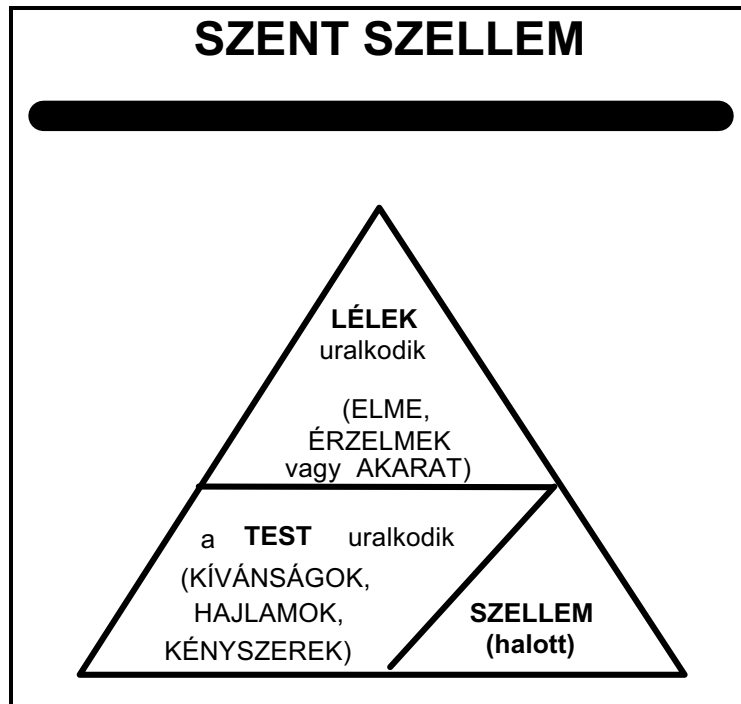 SZENT SZELLEM
LÉLEK
uralkodik
(ELME,
ÉRZELMEK
vagy AKARAT)
a TEST uralkodik
(KÍVÁNSÁGOK,
HAJLAMOK,
KÉNYSZEREK)
SZELLEM
(halott)